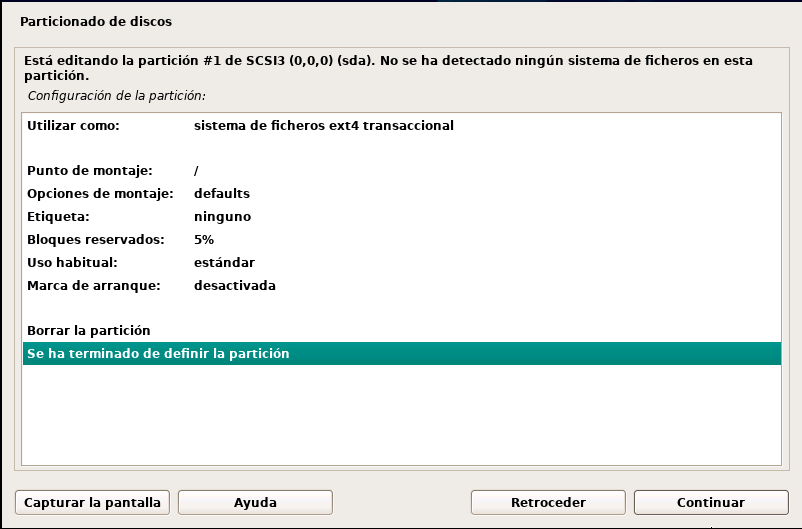 Particionado de discos
Está editando la partición #1 de SCSI3 (0,0,0) (sda). No se ha detectado ningún sistema de ficheros en esta
partición.
Configuración de la partición:
Utilizar como: sistema de ficheros ext4 transaccional
Punto de montaje: /
Opciones de montaje: defaults
Etiqueta: ninguno
Bloques reservados: 5%
Uso habitual: estándar
Marca de arranque: desactivada
Borrar la partición
Se ha terminado de definir la partición
Capturar la pantalla Ayuda Retroceder Continuar